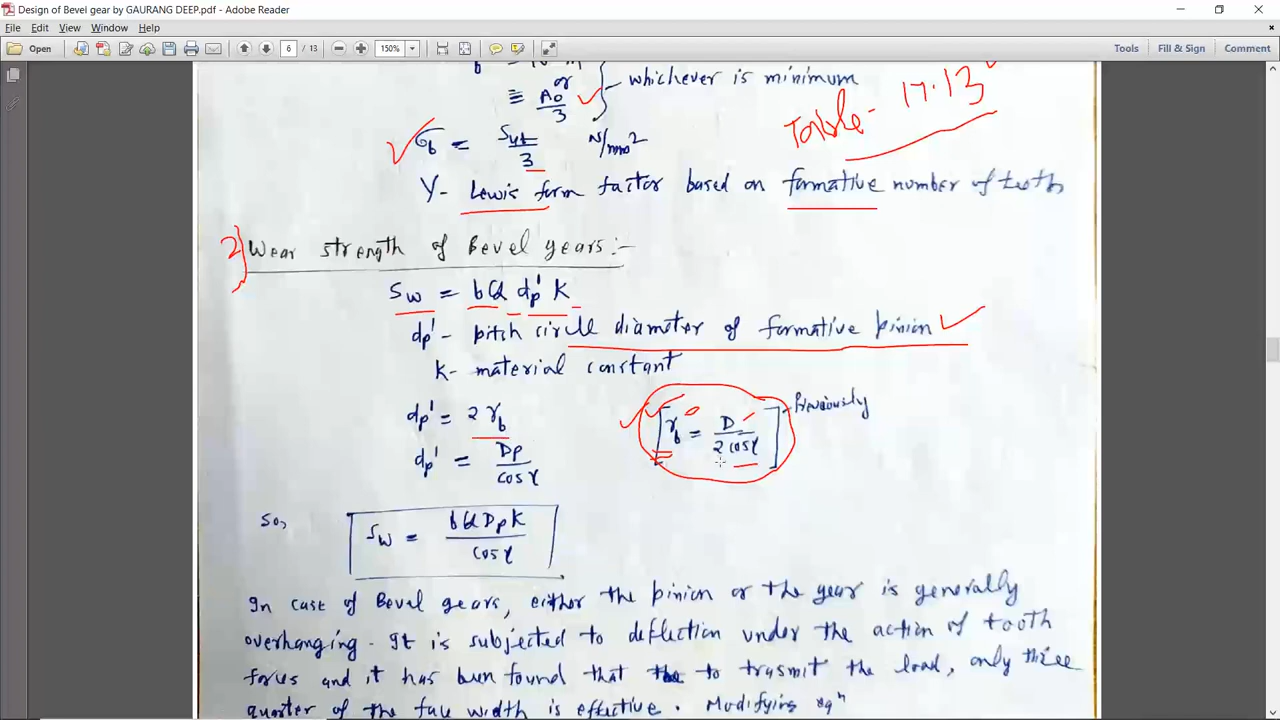 Design of Bevel gear by GAURANG DEEP.pdf - Adobe Reader
File Edit View Window Help
Open 6 / 13 150% Tools Fill & Sign Comment
or
≡ A0/3 whichever is minimum
Table - 17.13
σb = Sut/3 N/mm2
Y- Lewis form factor based on formative number of teeth
2) Wear strength of Bevel gears:-
Sw = bQ dp' K
dp' - pitch circle diameter of formative pinion
K- material constant
dp' = 2 rb [rb = D/2cosγ] Previously
dp' = Dp/cosγ
So, Sw = bQDpK/cosγ
In case of Bevel gears, either the pinion or the gear is generally
overhanging. It is subjected to deflection under the action of tooth
forces and it has been found that to trasmit the load, only three
quarter of the face width is effective. Modifying eqn